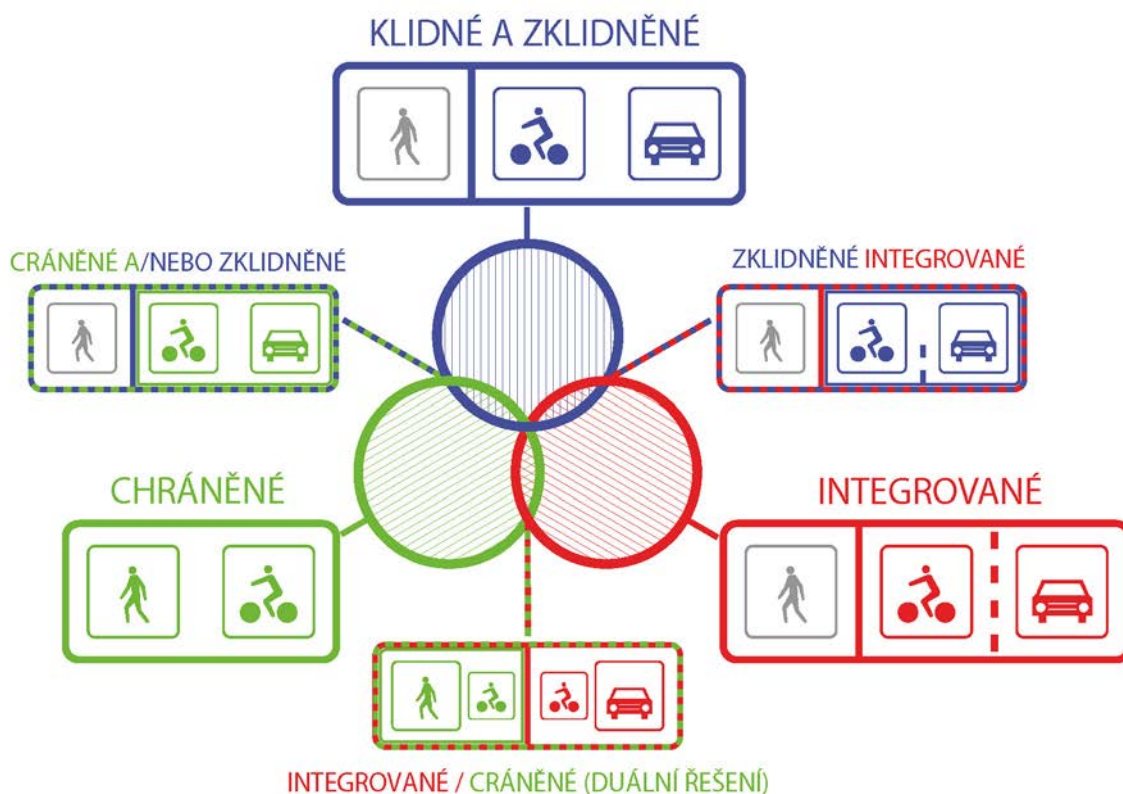 KLIDNÉ A ZKLIDNĚNÉ
CRÁNĚNÉ A/NEBO ZKLIDNĚNÉ
ZKLIDNĚNÉ INTEGROVANÉ
CHRÁNĚNÉ
INTEGROVANÉ
INTEGROVANÉ / CRÁNĚNÉ (DUÁLNÍ ŘEŠENÍ)